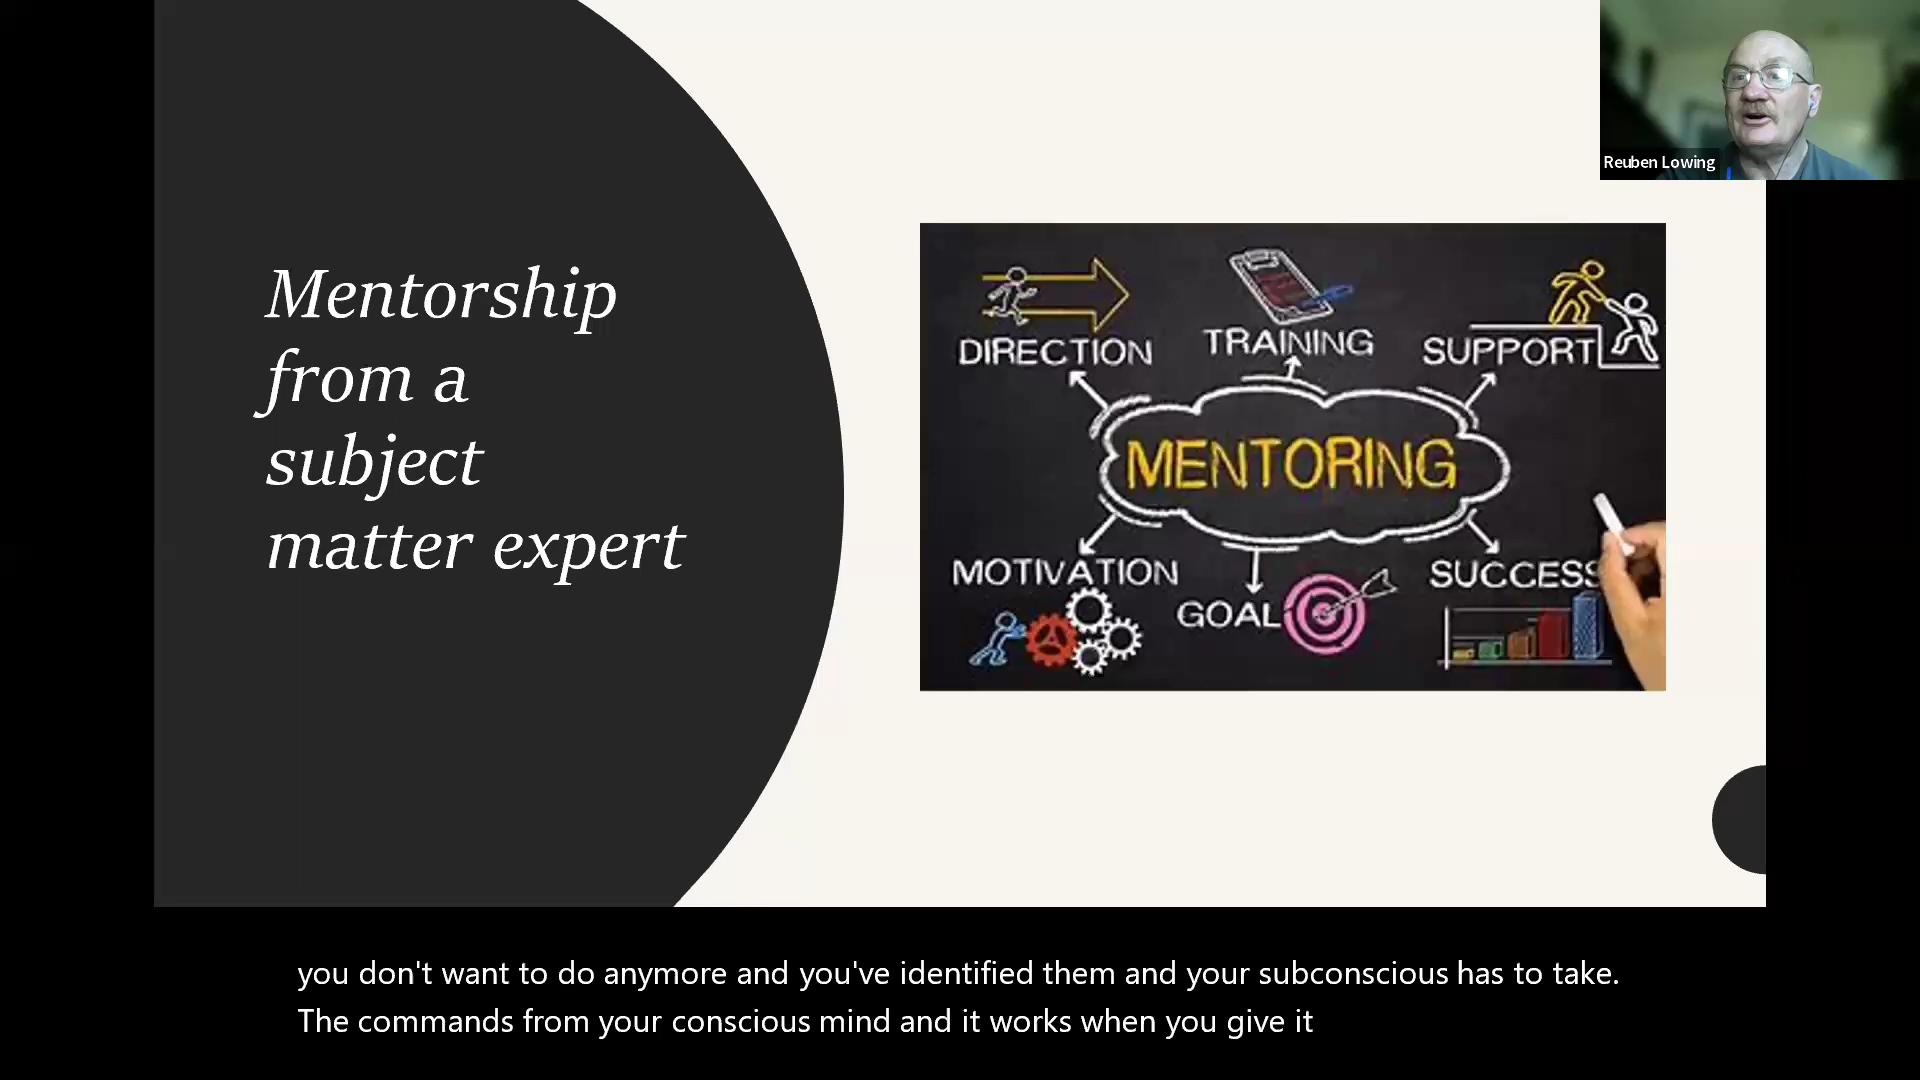 Reuben Lowing
Mentorship
from a
subject
matter expert
DIRECTION
TRAINING
SUPPORT
MENTORING
MOTIVATION
GOAL
SUCCESS
you don't want to do anymore and you've identified them and your subconscious has to take.
The commands from your conscious mind and it works when you give it